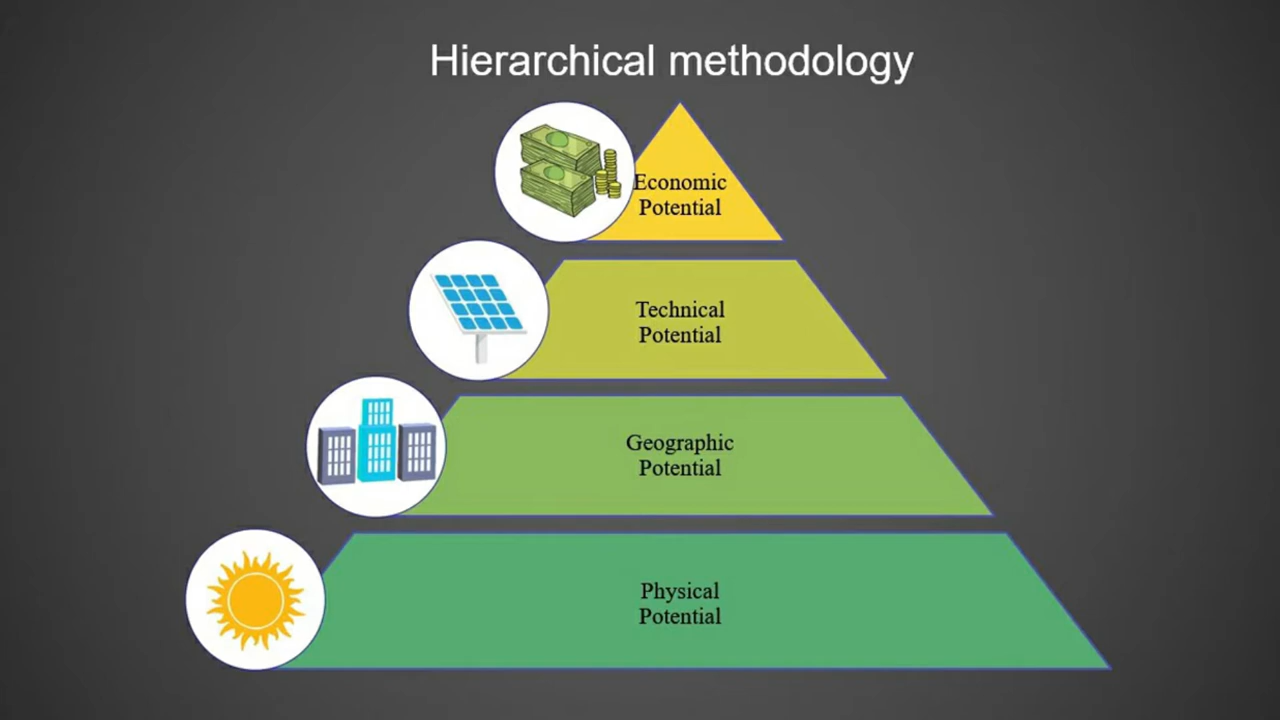 Hierarchical methodology
Economic
Potential
Technical
Potential
Geographic
Potential
Physical
Potential